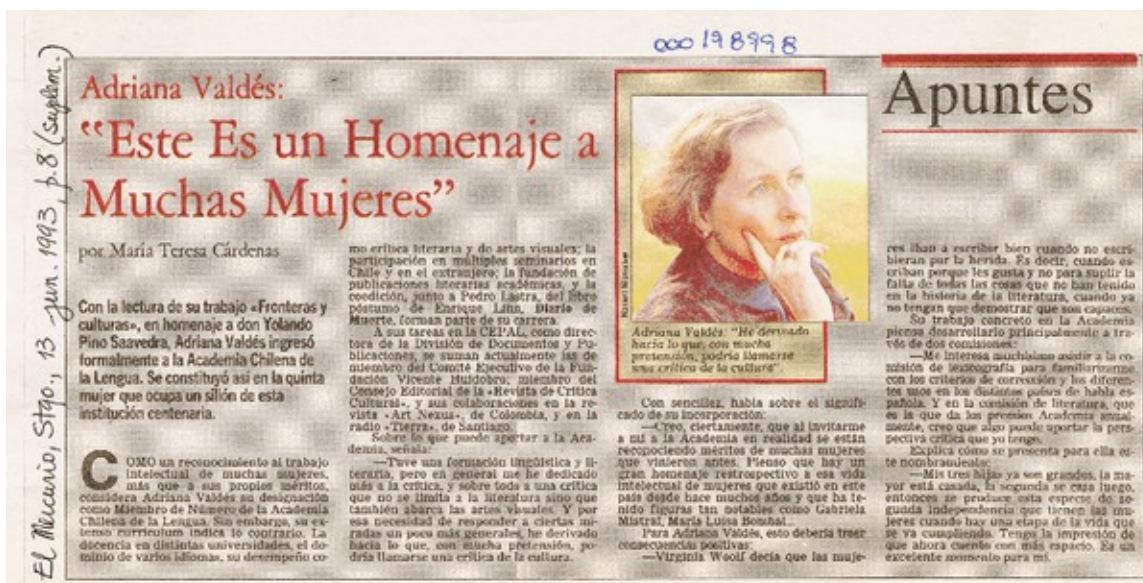 000198998
El Mercurio, Stgo., 13 jun. 1993, p.8 (suplem.)
Adriana Valdés:
“Este Es un Homenaje a
Muchas Mujeres”
por María Teresa Cárdenas
Con la lectura de su trabajo «Fronteras y
culturas», en homenaje a don Yolando
Pino Saavedra, Adriana Valdés ingresó
formalmente a la Academia Chilena de
la Lengua. Se constituyó así en la quinta
mujer que ocupa un sillón de esta
institución centenaria.
COMO un reconocimiento al trabajo
intelectual de muchas mujeres,
más que a sus propios méritos,
considera Adriana Valdés su designación
como Miembro de Número de la Academia
Chilena de la Lengua. Sin embargo, su ex-
tenso curriculum indica lo contrario. La
docencia en distintas universidades, el do-
minio de varios idiomas, su desempeño co-
mo crítica literaria y de artes visuales; la
participación en múltiples seminarios en
Chile y en el extranjero; la fundación de
publicaciones literarias académicas, y la
coedición, junto a Pedro Lastra, del libro
póstumo de Enrique Lihn, Diario de
Muerte, forman parte de su carrera.
A sus tareas en la CEPAL, como direc-
tora de la División de Documentos y Pu-
blicaciones, se suman actualmente las de
miembro del Comité Ejecutivo de la Fun-
dación Vicente Huidobro; miembro del
Consejo Editorial de la «Revista de Crítica
Cultural», y sus colaboraciones en la re-
vista «Art Nexus», de Colombia, y en la
radio «Tierra», de Santiago.
Sobre lo que puede aportar a la Aca-
demia, señala:
—Tuve una formación lingüística y li-
teraria, pero en general me he dedicado
más a la crítica, y sobre todo a una crítica
que no se limita a la literatura sino que
también abarca las artes visuales. Y por
esa necesidad de responder a ciertas mi-
radas un poco más generales, he derivado
hacia lo que, con mucha pretensión, po-
dría llamarse una crítica de la cultura.
Adriana Valdés: "He derivado
hacia lo que, con mucha
pretensión, podría llamarse
una crítica de la cultura".
Con sencillez, habla sobre el signifi-
cado de su incorporación:
—Creo, ciertamente, que al invitarme
a mí a la Academia en realidad se están
reconociendo méritos de muchas mujeres
que vinieron antes. Pienso que hay un
gran homenaje restrospectivo a esa vida
intelectual de mujeres que existió en este
país desde hace muchos años y que ha te-
nido figuras tan notables como Gabriela
Mistral, María Luisa Bombal...
Para Adriana Valdés, esto debería traer
consecuencias positivas:
—Virginia Woolf decía que las muje-
Apuntes
res iban a escribir bien cuando no escri-
bieran por la herida. Es decir, cuando es-
criban porque les gusta y no para suplir la
falta de todas las cosas que no han tenido
en la historia de la literatura, cuando ya
no tengan que demostrar que son capaces.
Su trabajo concreto en la Academia
piensa desarrollarlo principalmente a tra-
vés de dos comisiones:
—Me interesa muchísimo asistir a la co-
misión de lexicografía para familiarizarme
con los criterios de corrección y los diferen-
tes usos en los distintos países de habla es-
pañola. Y en la comisión de literatura, que
es la que da los premios Academia anual-
mente, creo que algo puede aportar la pers-
pectiva crítica que yo tengo.
Explica cómo se presenta para ella es-
te nombramiento:
—Mis tres hijas ya son grandes, la ma-
yor está casada, la segunda se casa luego,
entonces se produce esta especie de se-
gunda independencia que tienen las mu-
jeres cuando hay una etapa de la vida que
se va cumpliendo. Tengo la impresión de
que ahora cuento con más espacio. Es un
excelente momento para mí.